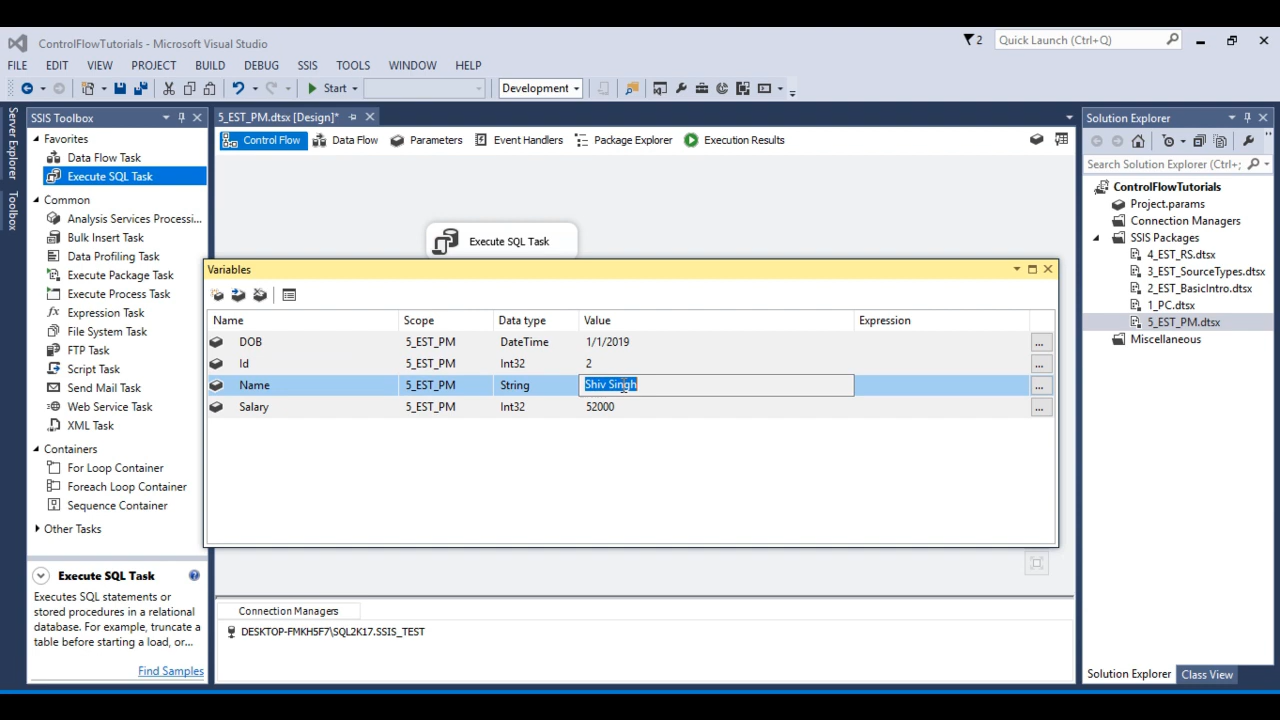 ControlFlowTutorials - Microsoft Visual Studio
2
Quick Launch (Ctrl+Q)
FILE EDIT VIEW PROJECT BUILD DEBUG SSIS TOOLS WINDOW HELP
Start
Development
Server Explorer
Toolbox
SSIS Toolbox
Favorites
Data Flow Task
Execute SQL Task
Common
Analysis Services Processi...
Bulk Insert Task
Data Profiling Task
Execute Package Task
Execute Process Task
Expression Task
File System Task
FTP Task
Script Task
Send Mail Task
Web Service Task
XML Task
Containers
For Loop Container
Foreach Loop Container
Sequence Container
Other Tasks
Execute SQL Task
Executes SQL statements or
stored procedures in a relational
database. For example, truncate a
table before starting a load, or...
Find Samples
5_EST_PM.dtsx [Design]*
Control Flow Data Flow Parameters Event Handlers Package Explorer Execution Results
Execute SQL Task
Variables
Name Scope Data type Value Expression
DOB 5_EST_PM DateTime 1/1/2019 ...
Id 5_EST_PM Int32 2 ...
Name 5_EST_PM String Shiv Singh ...
Salary 5_EST_PM Int32 52000 ...
Connection Managers
DESKTOP-FMKH5F7\SQL2K17.SSIS_TEST
Solution Explorer
Search Solution Explorer (Ctrl+;
ControlFlowTutorials
Project.params
Connection Managers
SSIS Packages
4_EST_RS.dtsx
3_EST_SourceTypes.dtsx
2_EST_BasicIntro.dtsx
1_PC.dtsx
5_EST_PM.dtsx
Miscellaneous
Solution Explorer Class View